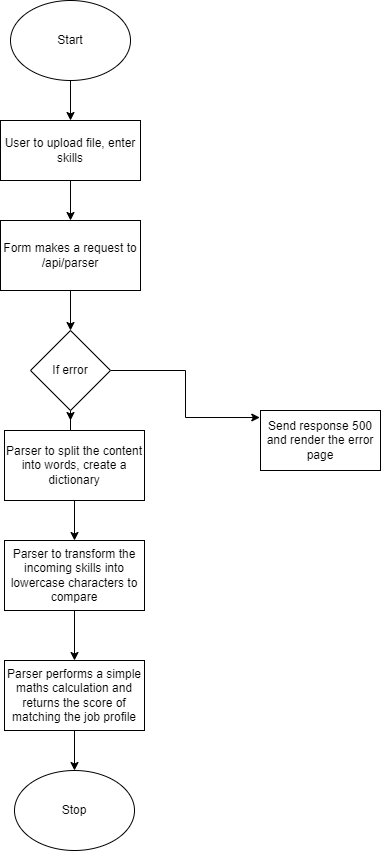 Start
User to upload file, enter
skills
Form makes a request to
/api/parser
If error
Send response 500
and render the error
page
Parser to split the content
into words, create a
dictionary
Parser to transform the
incoming skills into
lowercase characters to
compare
Parser performs a simple
maths calculation and
returns the score of
matching the job profile
Stop